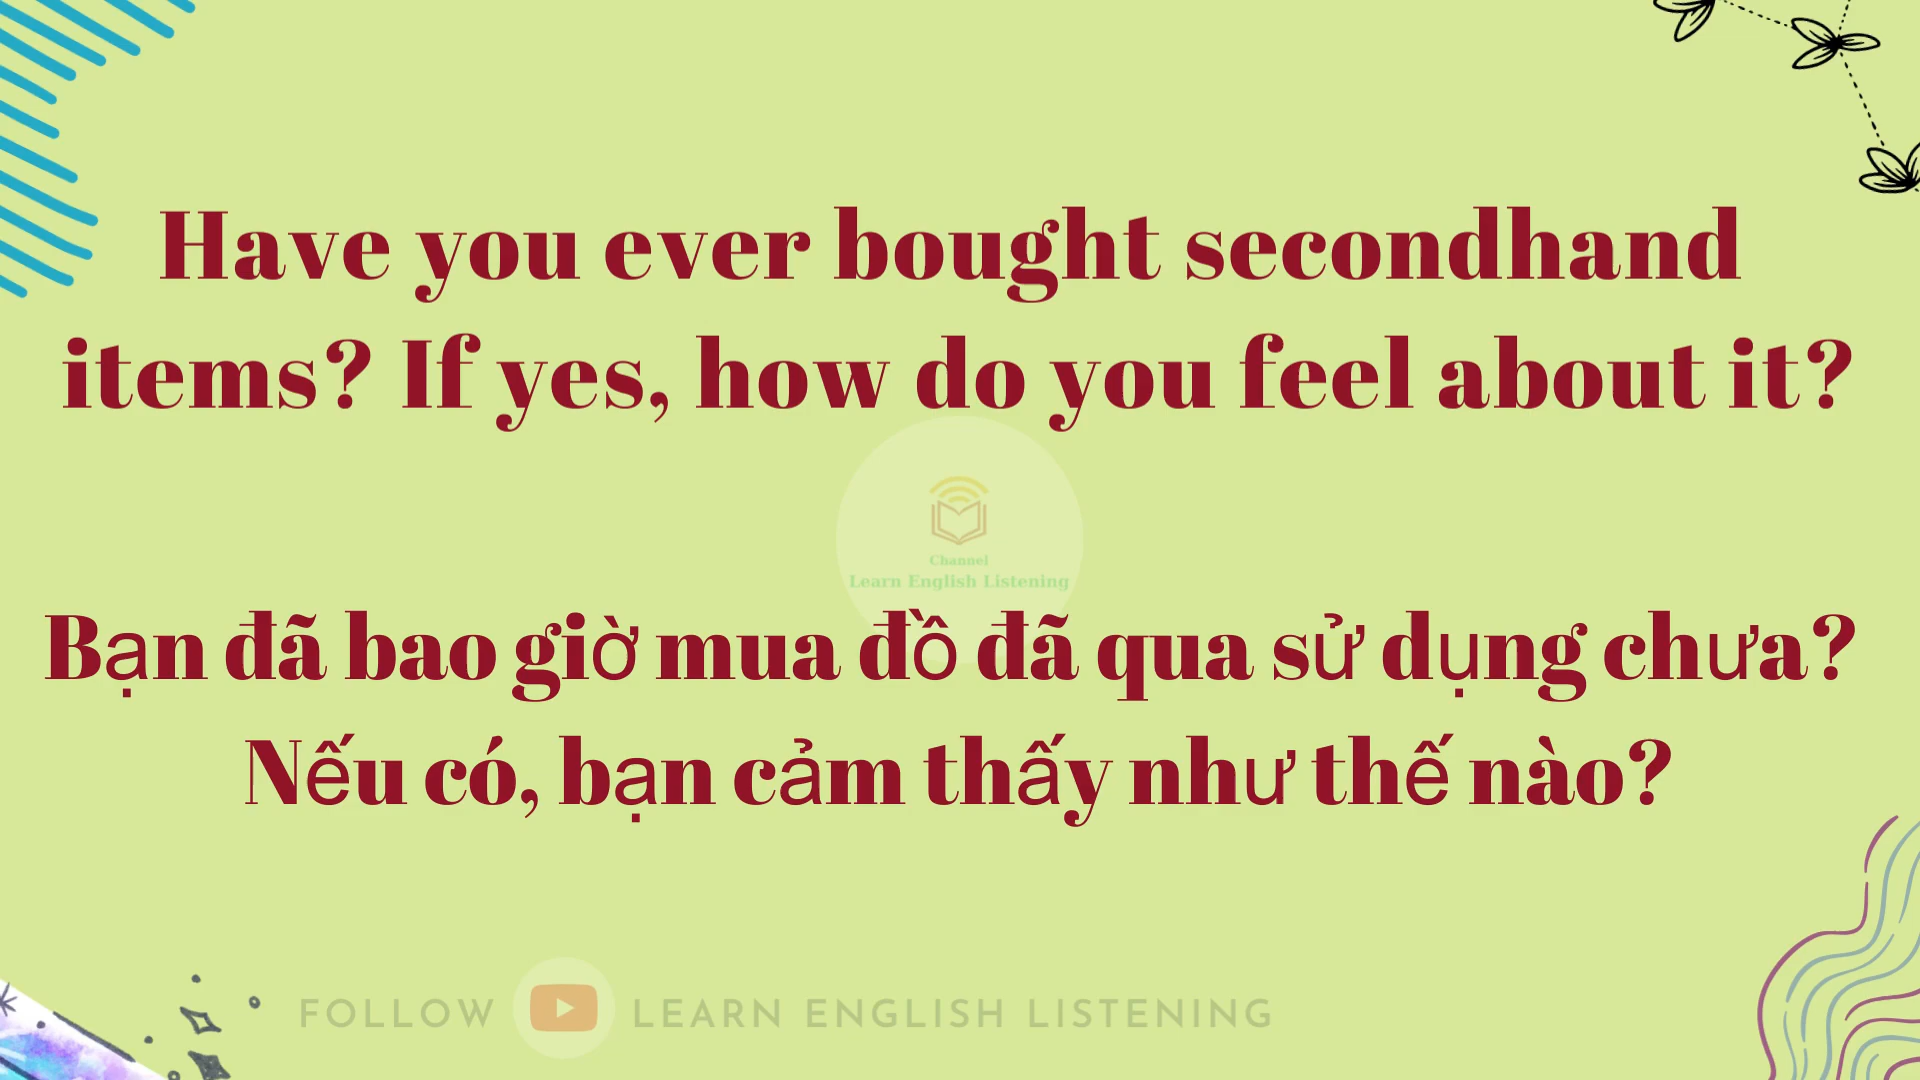 Have you ever bought secondhand
items? If yes, how do you feel about it?
Channel
Learn English Listening
Bạn đã bao giờ mua đồ đã qua sử dụng chưa?
Nếu có, bạn cảm thấy như thế nào?
FOLLOW LEARN ENGLISH LISTENING